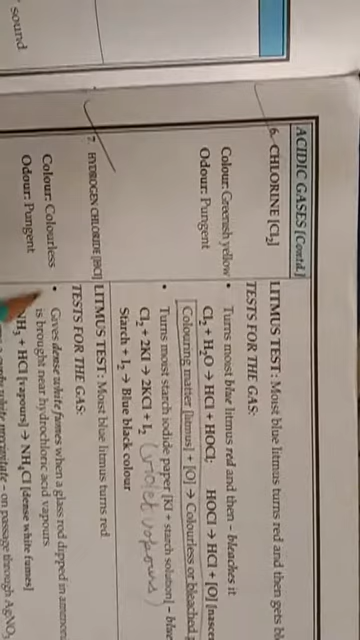 sound
ACIDIC GASES [Contd.]
6. CHLORINE [Cl₂]
Colour: Greenish yellow
Odour: Pungent
LITMUS TEST: Moist blue litmus turns red and then gets
TESTS FOR THE GAS:
• Turns moist blue litmus red and then - bleaches it
Cl₂ + H₂O → HCl + HOCl; HOCl → HCl + [O]
Colouring matter [litmus] + [O] → Colourless or bleached
• Turns moist starch iodide paper [KI + starch solution] -
Cl₂ + 2KI → 2KCl + I₂ (violet vapours)
Starch + I₂ → Blue black colour
7. HYDROGEN CHLORIDE [HCl]
Colour: Colourless
Odour: Pungent
LITMUS TEST: Moist blue litmus turns red
TESTS FOR THE GAS:
• Gives dense white fumes when a glass rod dipped in
is brought near hydrochloric acid vapours
NH₃ + HCl [vapours] → NH₄Cl [dense white fumes]
white precipitate - on passage through AgNO₃